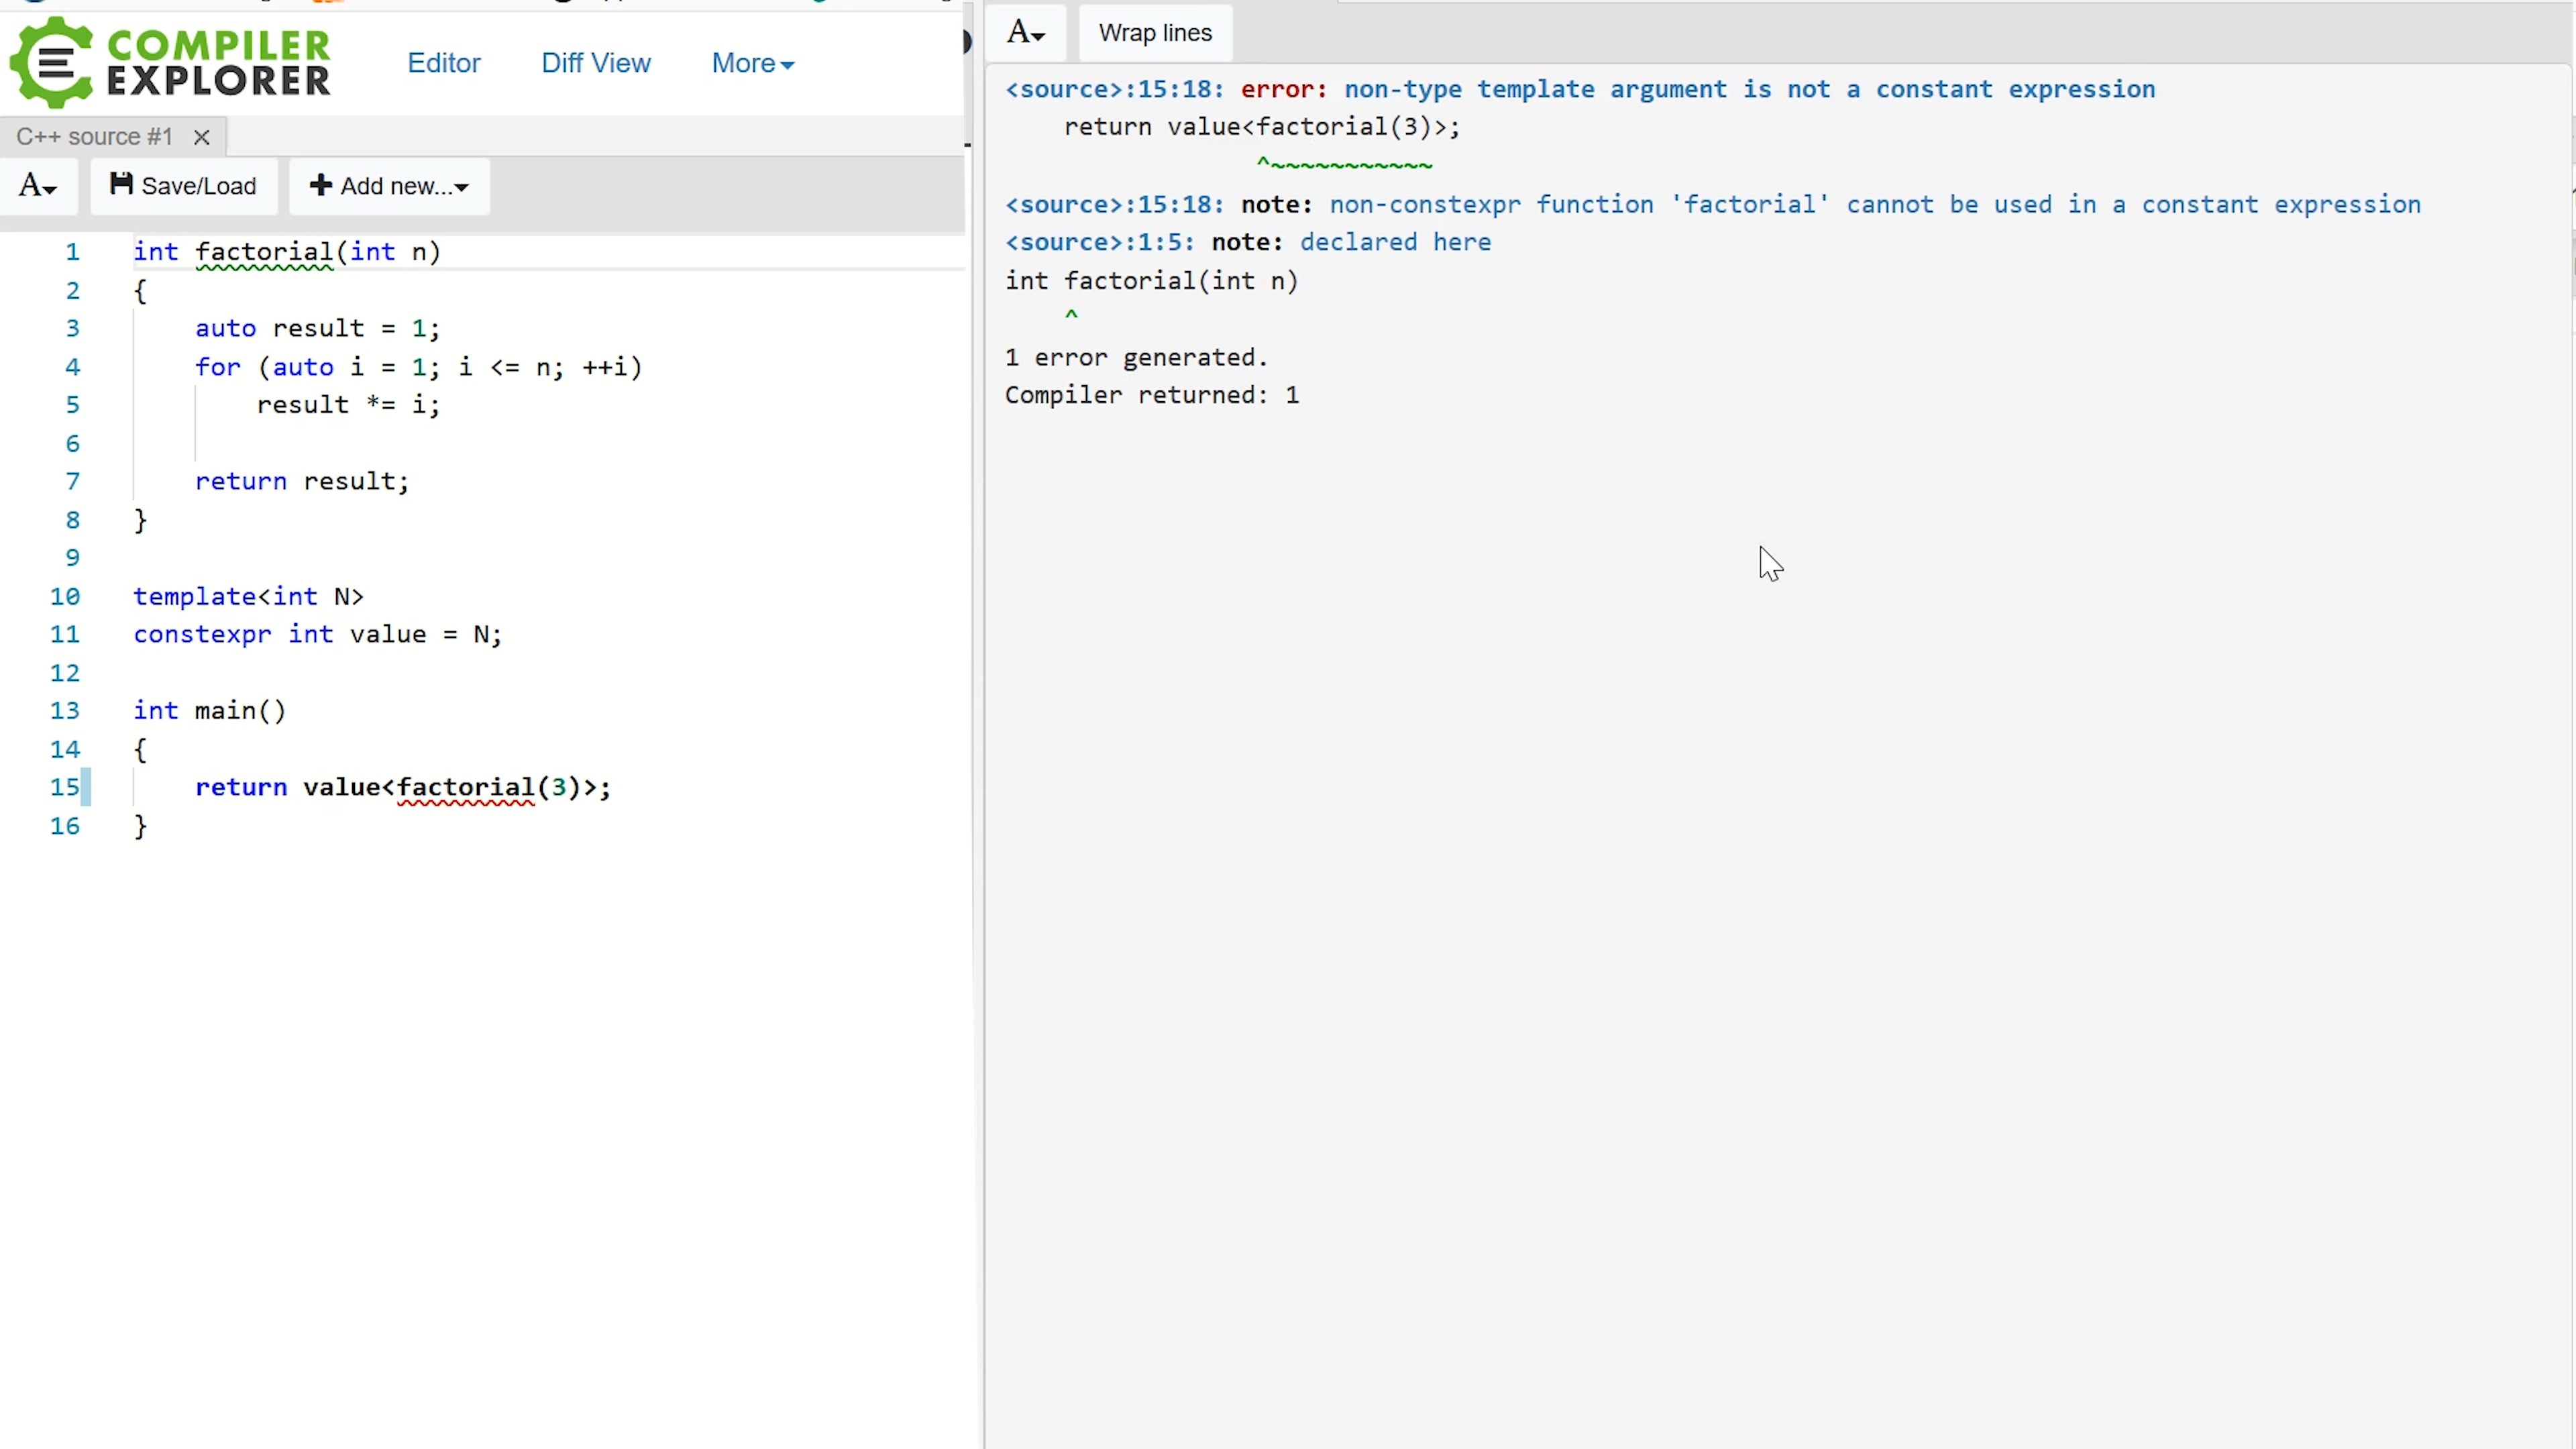 COMPILER
EXPLORER
Editor
Diff View
More
C++ source #1
A
Save/Load
Add new...
1 int factorial(int n)
2 {
3     auto result = 1;
4     for (auto i = 1; i <= n; ++i)
5         result *= i;
6
7     return result;
8 }
9
10 template<int N>
11 constexpr int value = N;
12
13 int main()
14 {
15     return value<factorial(3)>;
16 }
A
Wrap lines
<source>:15:18: error: non-type template argument is not a constant expression
    return value<factorial(3)>;
                 ^~~~~~~~~~~~
<source>:15:18: note: non-constexpr function 'factorial' cannot be used in a constant expression
<source>:1:5: note: declared here
int factorial(int n)
    ^
1 error generated.
Compiler returned: 1